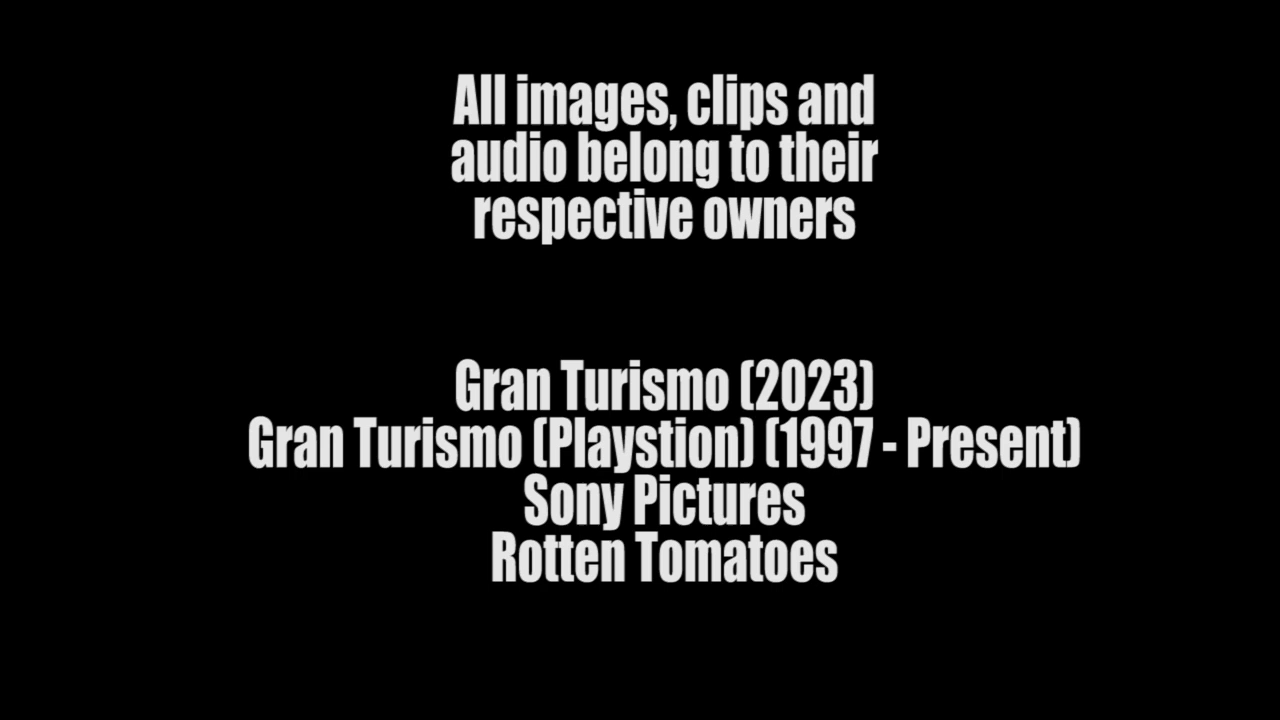 All images, clips and
audio belong to their
respective owners
Gran Turismo (2023)
Gran Turismo (Playstion) (1997 - Present)
Sony Pictures
Rotten Tomatoes